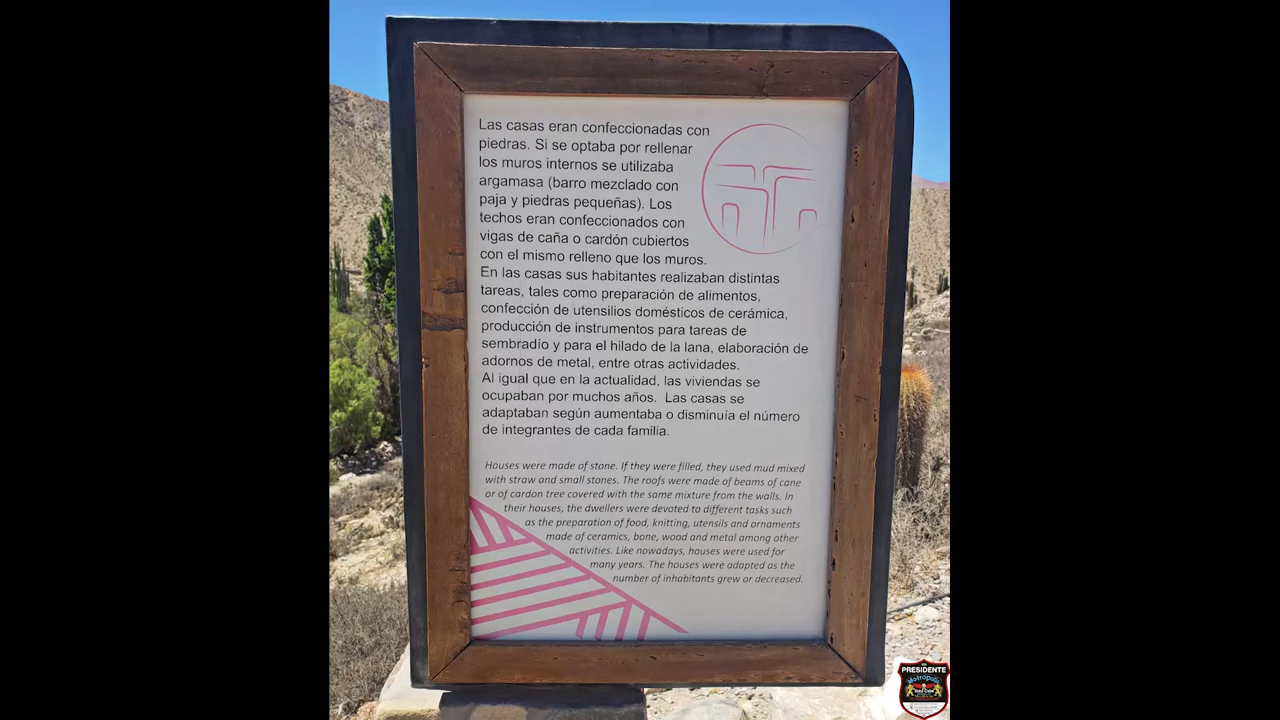 Las casas eran confeccionadas con
piedras. Si se optaba por rellenar
los muros internos se utilizaba
argamasa (barro mezclado con
paja y piedras pequeñas). Los
techos eran confeccionados con
vigas de caña o cardón cubiertos
con el mismo relleno que los muros.
En las casas sus habitantes realizaban distintas
tareas, tales como preparación de alimentos,
confección de utensilios domésticos de cerámica,
producción de instrumentos para tareas de
sembradío y para el hilado de la lana, elaboración de
adornos de metal, entre otras actividades.
Al igual que en la actualidad, las viviendas se
ocupaban por muchos años. Las casas se
adaptaban según aumentaba o disminuía el número
de integrantes de cada familia.
Houses were made of stone. If they were filled, they used mud mixed
with straw and small stones. The roofs were made of beams of cane
or of cardon tree covered with the same mixture from the walls. In
their houses, the dwellers were devoted to different tasks such
as the preparation of food, knitting, utensils and ornaments
made of ceramics, bone, wood and metal among other
activities. Like nowadays, houses were used for
many years. The houses were adapted as the
number of inhabitants grew or decreased.
PRESIDENTE
Motropolis